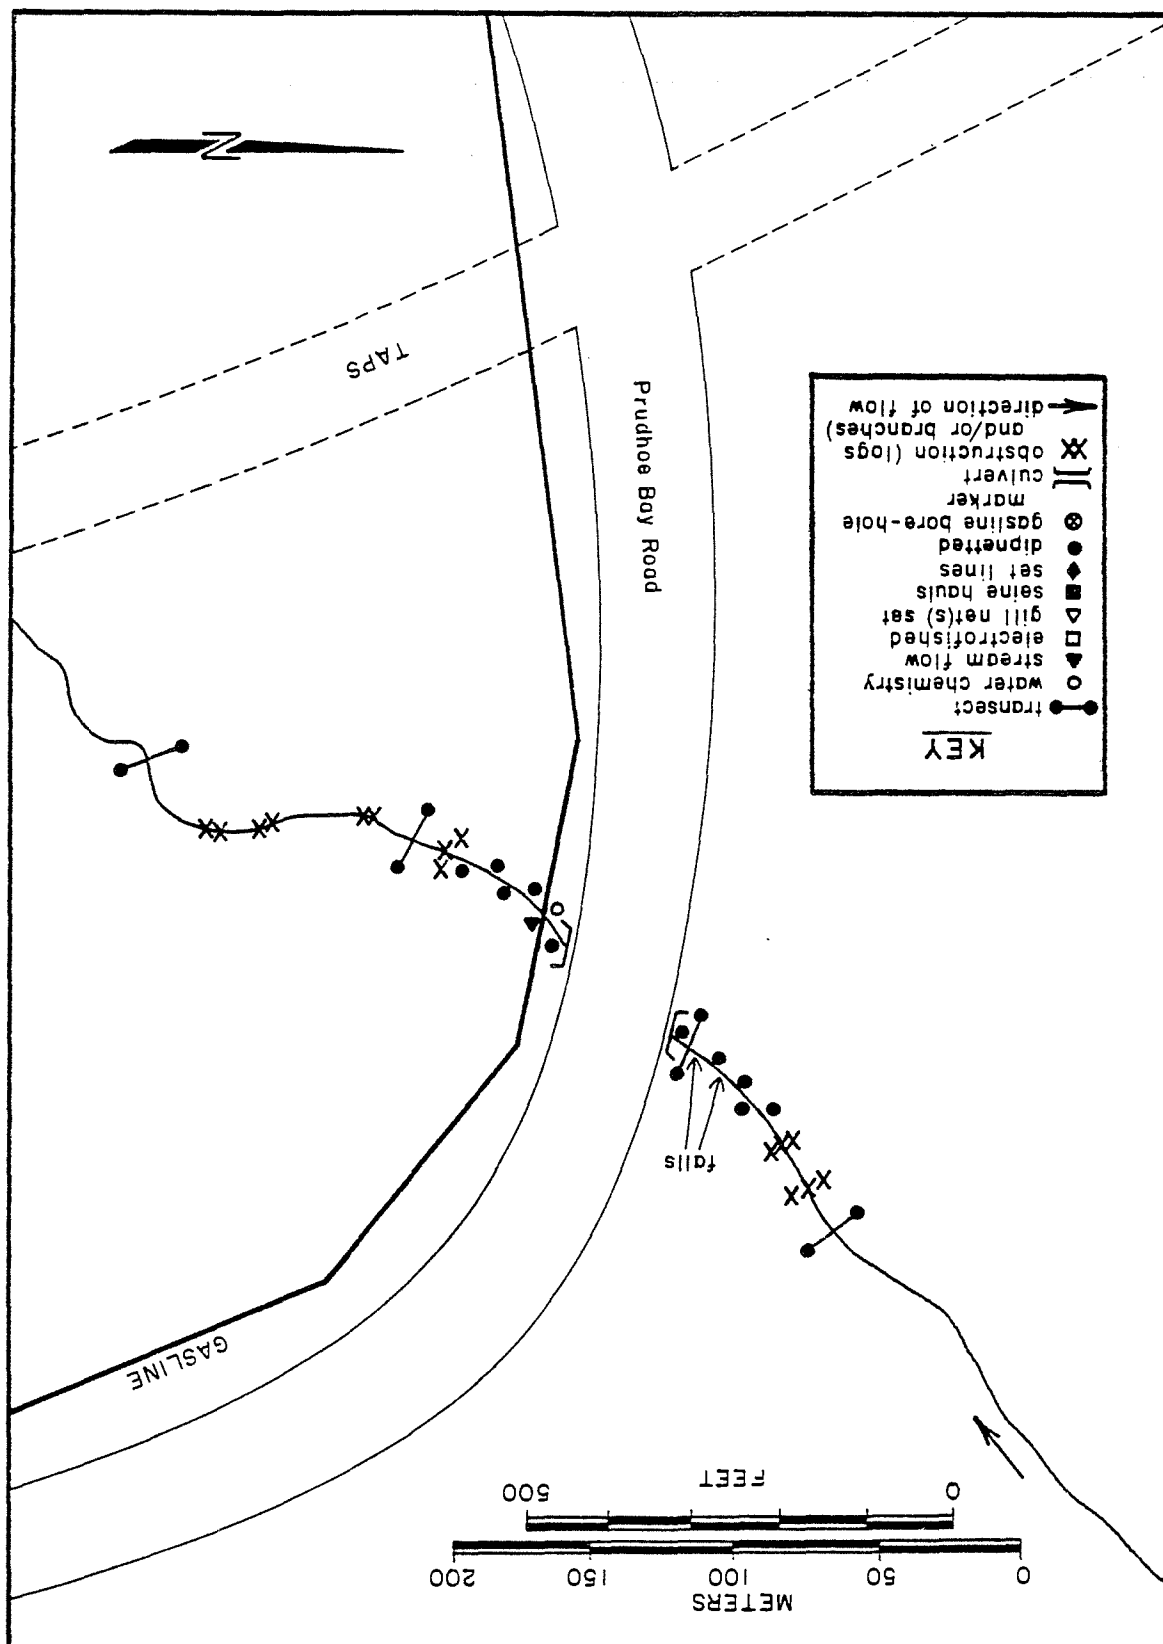 METERS
0 50 100 150 200
0 500
FEET
GASLINE
falls
KEY
transect
water chemistry
stream flow
electrofished
gill net(s) set
seine hauls
set lines
dipnetted
gasline bore-hole
marker
culvert
obstruction (logs
and/or branches)
direction of flow
Prudhoe Bay Road
TAPS
N